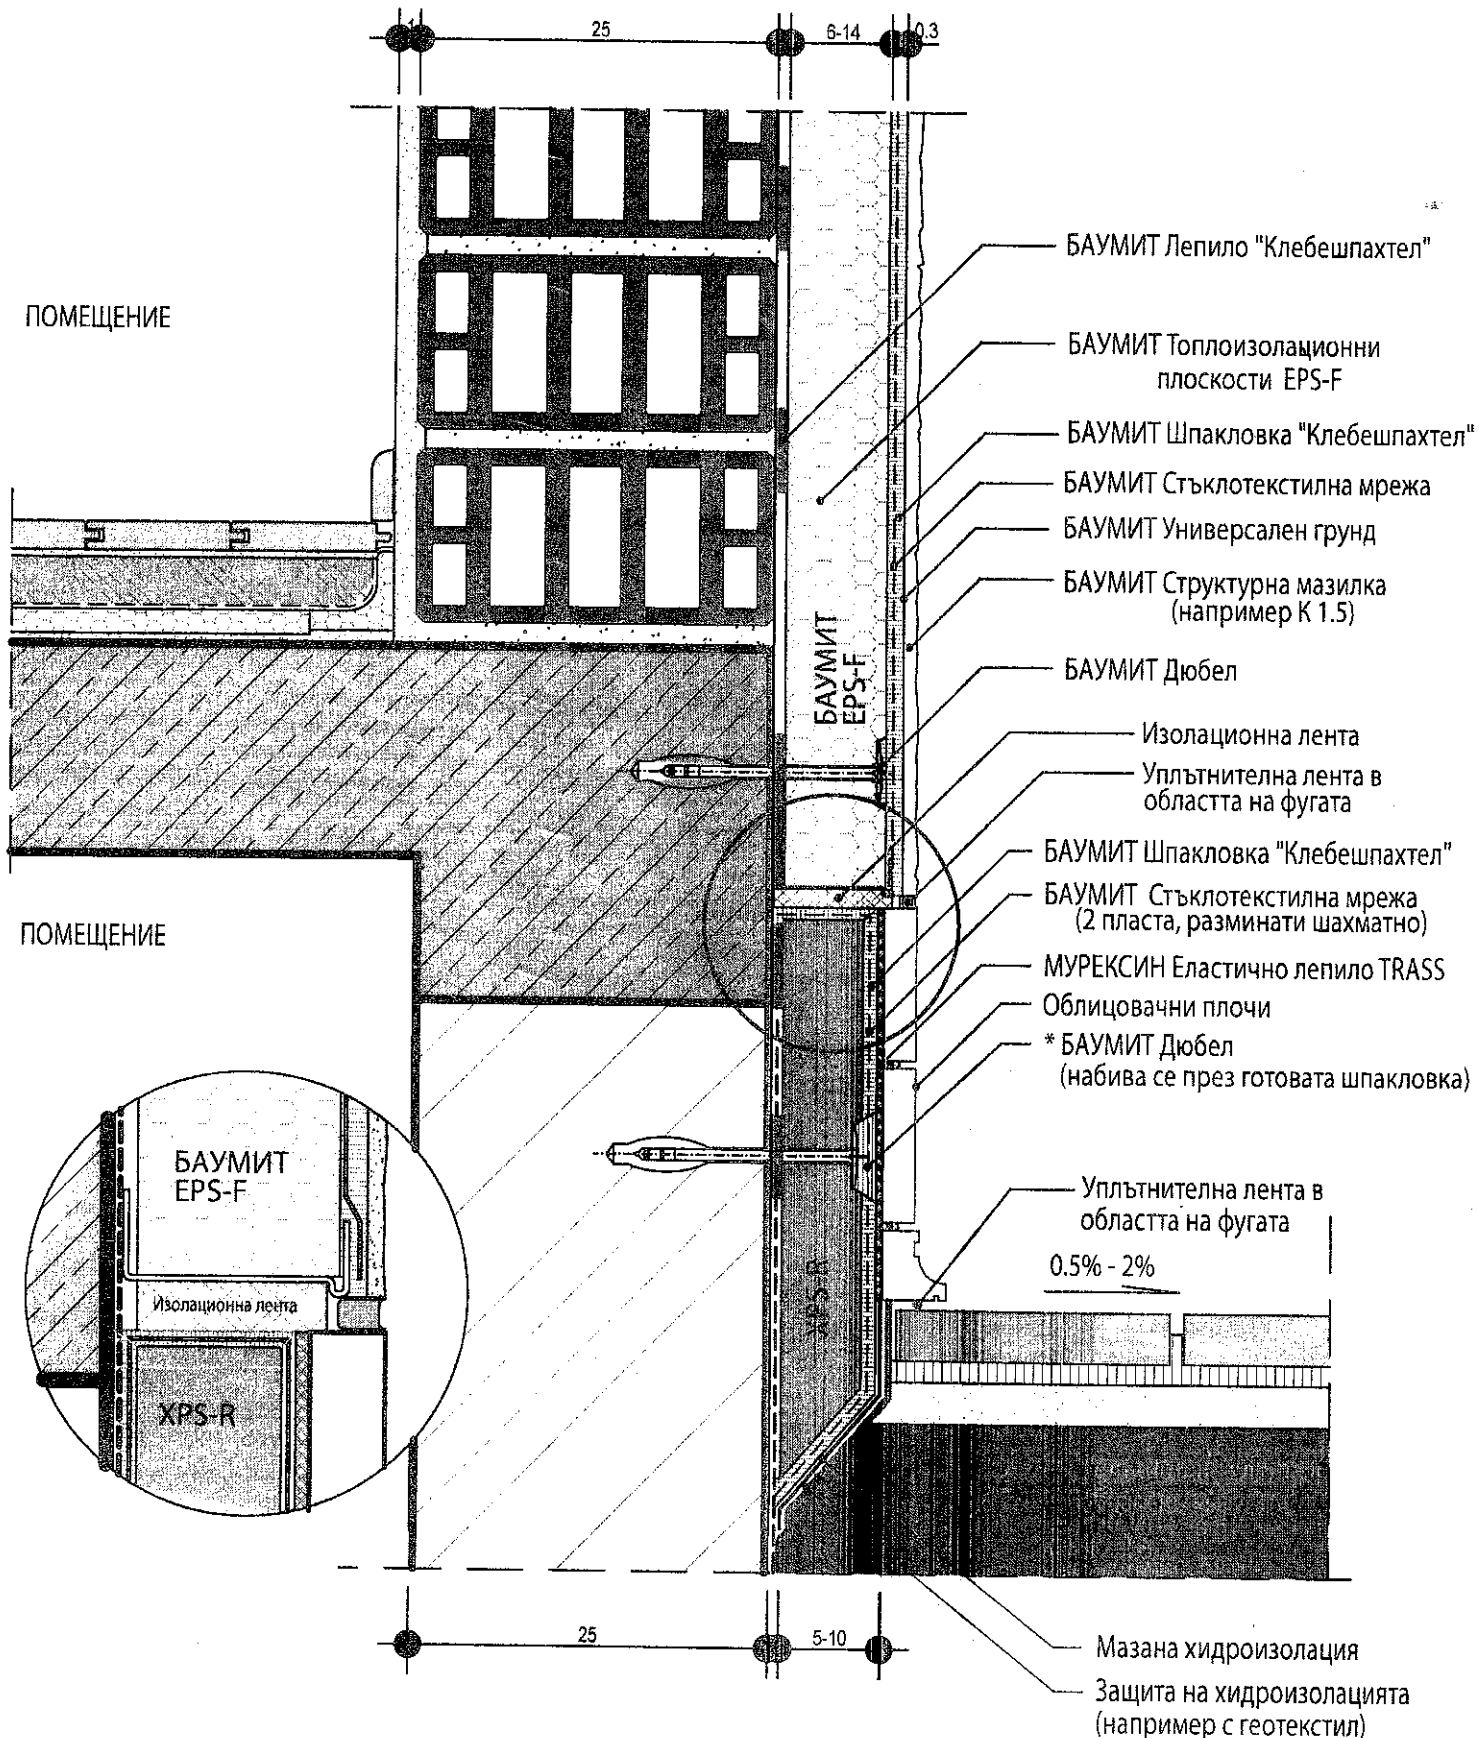 1
25
6-14
0.3
БАУМИТ Лепило "Клебешпахтел"
ПОМЕЩЕНИЕ
БАУМИТ Топлоизолационни
плоскости EPS-F
БАУМИТ Шпакловка "Клебешпахтел"
БАУМИТ Стъклотекстилна мрежа
БАУМИТ Универсален грунд
БАУМИТ Структурна мазилка
(например К 1.5)
БАУМИТ
EPS-F
БАУМИТ Дюбел
Изолационна лента
Уплътнителна лента в
областта на фугата
БАУМИТ Шпакловка "Клебешпахтел"
БАУМИТ Стъклотекстилна мрежа
(2 пласта, разминати шахматно)
ПОМЕЩЕНИЕ
МУРЕКСИН Еластично лепило TRASS
Облицовачни плочи
* БАУМИТ Дюбел
(набива се през готовата шпакловка)
БАУМИТ
EPS-F
Изолационна лента
XPS-R
XPS-R
Уплътнителна лента в
областта на фугата
0.5% - 2%
25
5-10
Мазана хидроизолация
Защита на хидроизолацията
(например с геотекстил)